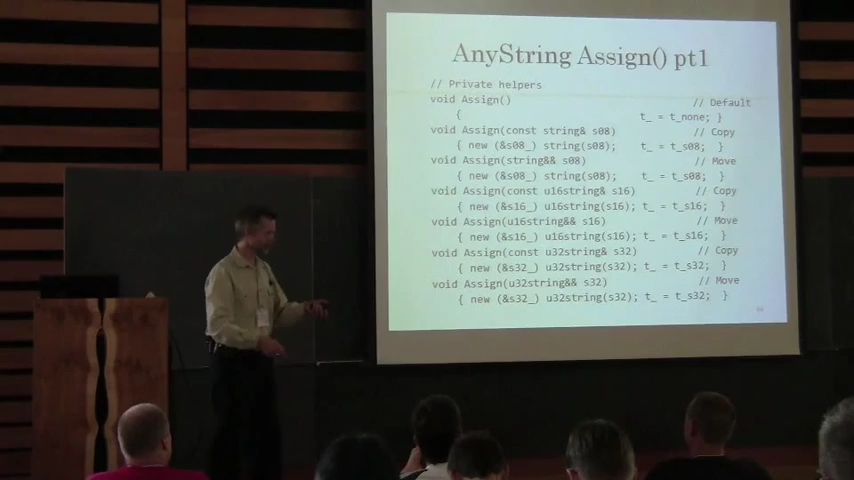 AnyString Assign() pt1
// Private helpers
void Assign() // Default
{ t_ = t_none; }
void Assign(const string& s08) // Copy
{ new (&s08_) string(s08); t_ = t_s08; }
void Assign(string&& s08) // Move
{ new (&s08_) string(s08); t_ = t_s08; }
void Assign(const u16string& s16) // Copy
{ new (&s16_) u16string(s16); t_ = t_s16; }
void Assign(u16string&& s16) // Move
{ new (&s16_) u16string(s16); t_ = t_s16; }
void Assign(const u32string& s32) // Copy
{ new (&s32_) u32string(s32); t_ = t_s32; }
void Assign(u32string&& s32) // Move
{ new (&s32_) u32string(s32); t_ = t_s32; }